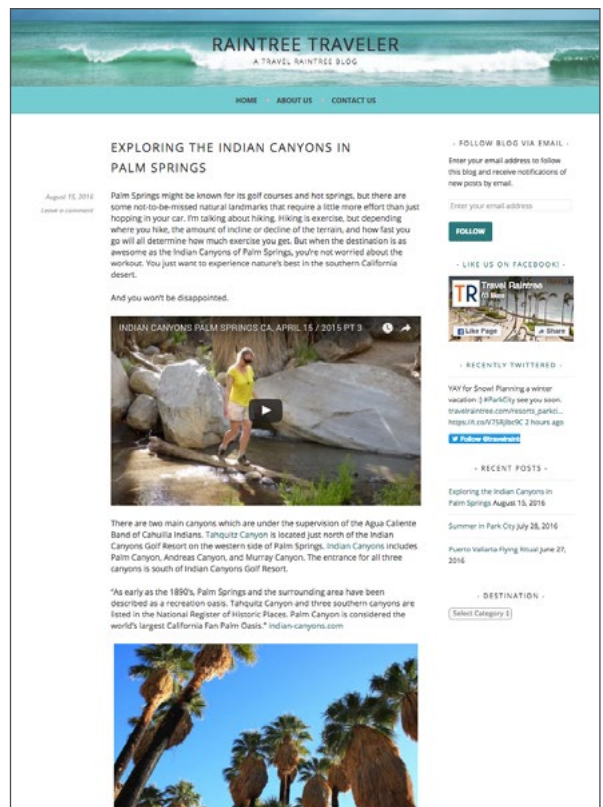 RAINTREE TRAVELER
A TRAVEL RAINTREE BLOG
HOME
ABOUT US
CONTACT US
EXPLORING THE INDIAN CANYONS IN
PALM SPRINGS
August 15, 2016
Leave a comment
Palm Springs might be known for its golf courses and hot springs, but there are
some not-to-be-missed natural landmarks that require a little more effort than just
hopping in your car. I'm talking about hiking. Hiking is exercise, but depending
where you hike, the amount of incline or decline of the terrain, and how fast you
go will all determine how much exercise you get. But when the destination is as
awesome as the Indian Canyons of Palm Springs, you're not worried about the
workout. You just want to experience nature's best in the southern California
desert.
And you won't be disappointed.
INDIAN CANYONS PALM SPRINGS CA, APRIL 15 / 2015 PT 3
There are two main canyons which are under the supervision of the Agua Caliente
Band of Cahuilla Indians. Tahquitz Canyon is located just north of the Indian
Canyons Golf Resort on the western side of Palm Springs. Indian Canyons includes
Palm Canyon, Andreas Canyon, and Murray Canyon. The entrance for all three
canyons is south of Indian Canyons Golf Resort.
"As early as the 1890's, Palm Springs and the surrounding area have been
described as a recreation oasis. Tahquitz Canyon and three southern canyons are
listed in the National Register of Historic Places. Palm Canyon is considered the
world's largest California Fan Palm Oasis." indian-canyons.com
- FOLLOW BLOG VIA EMAIL -
Enter your email address to follow
this blog and receive notifications of
new posts by email.
Enter your email address
FOLLOW
- LIKE US ON FACEBOOK! -
TR
Travel Raintree
likes
Like Page
Share
- RECENTLY TWITTERED -
YAY for Snow! Planning a winter
vacation :) #ParkCity see you soon.
travelraintree.com/resorts_parkci...
2 hours ago
Follow @travelraint
- RECENT POSTS -
Exploring the Indian Canyons in
Palm Springs August 15, 2016
Summer in Park City July 28, 2016
Puerto Vallarta Flying Ritual June 27,
2016
- DESTINATION -
Select Category